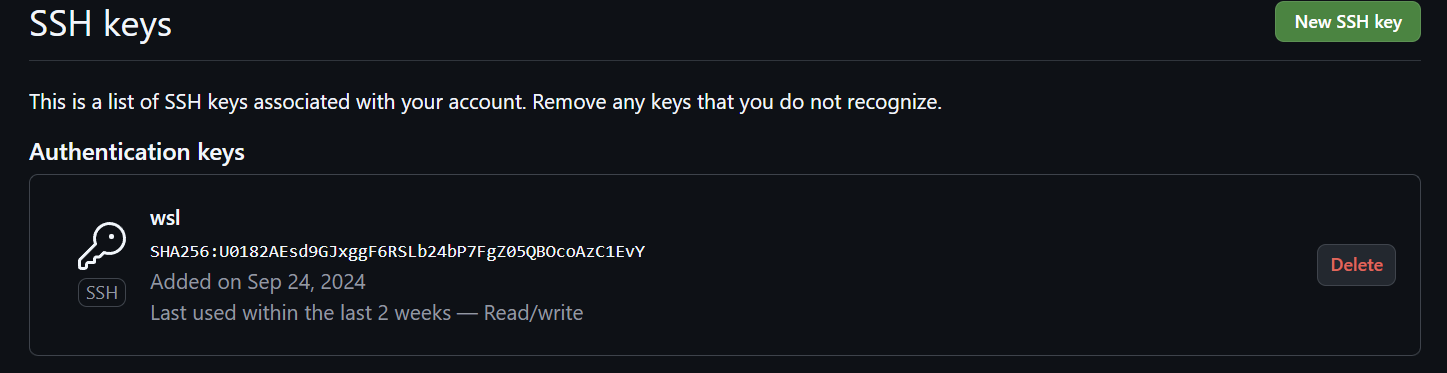 SSH keys
New SSH key
This is a list of SSH keys associated with your account. Remove any keys that you do not recognize.
Authentication keys
wsl
SHA256:U0182AEsd9GJxggF6RSLb24bP7FgZ05QBOcoAzC1EvY
SSH
Added on Sep 24, 2024
Last used within the last 2 weeks — Read/write
Delete